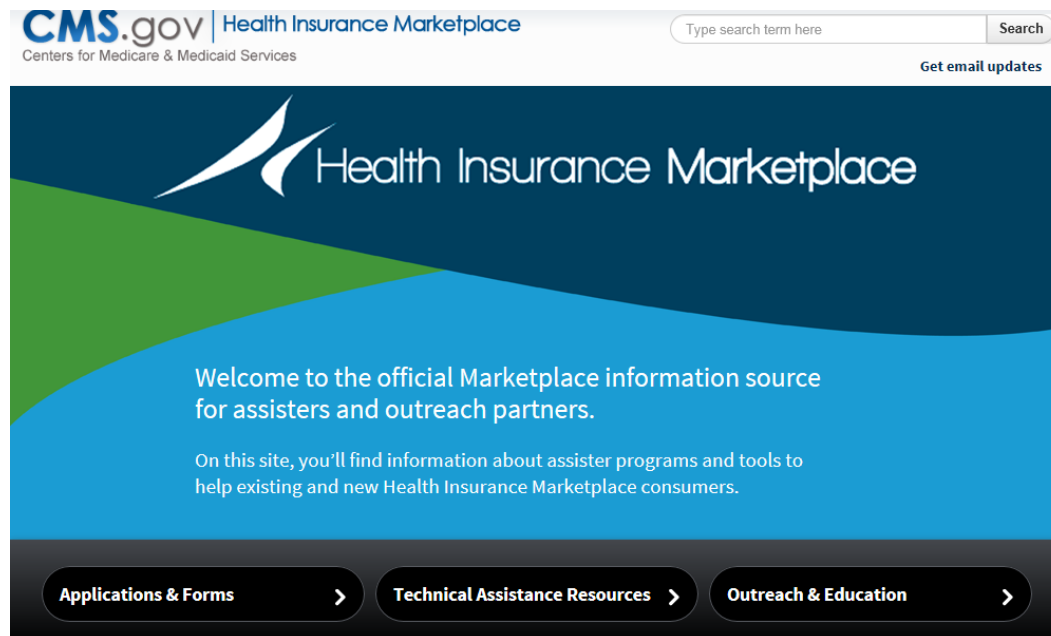 CMS.gov Health Insurance Marketplace
Centers for Medicare & Medicaid Services
Type search term here
Search
Get email updates
Health Insurance Marketplace
Welcome to the official Marketplace information source
for assisters and outreach partners.
On this site, you'll find information about assister programs and tools to
help existing and new Health Insurance Marketplace consumers.
Applications & Forms
Technical Assistance Resources
Outreach & Education